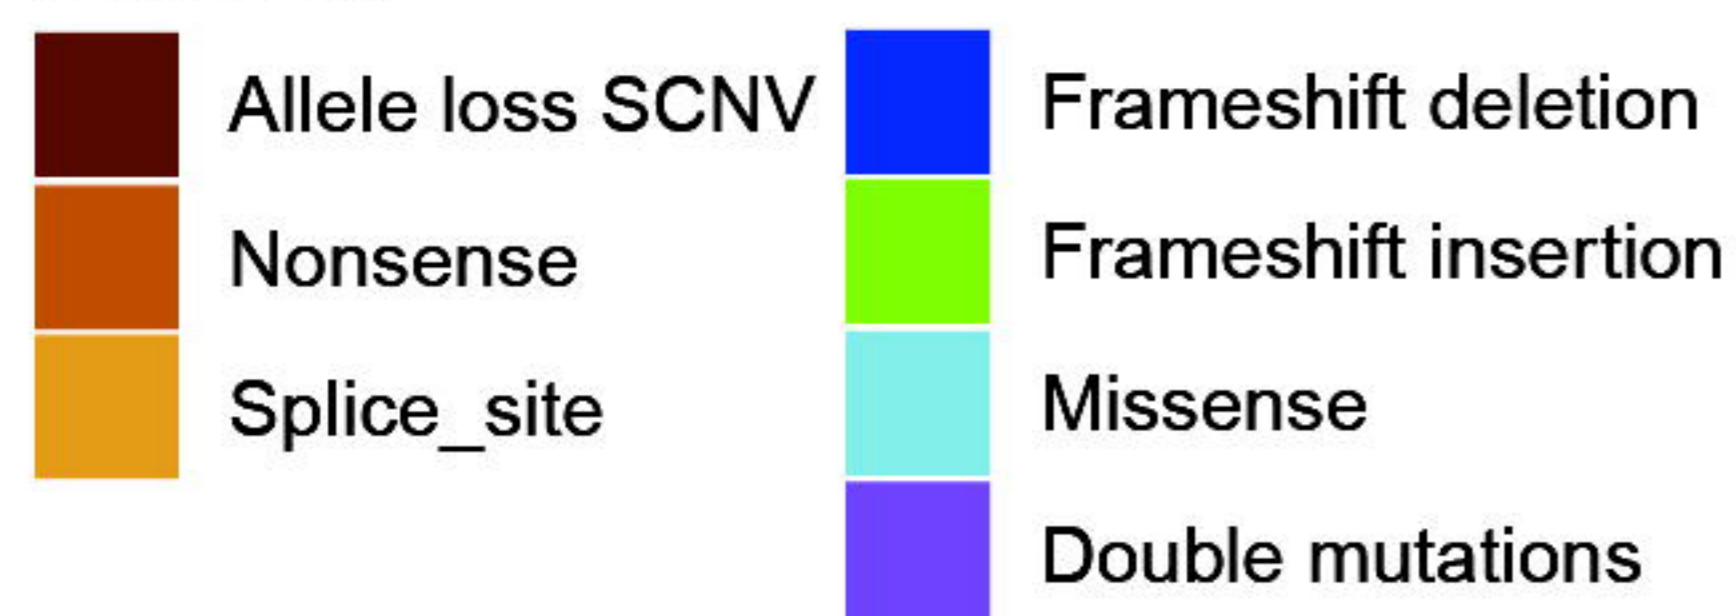 Allele loss SCNV
Nonsense
Splice_site
Frameshift deletion
Frameshift insertion
Missense
Double mutations